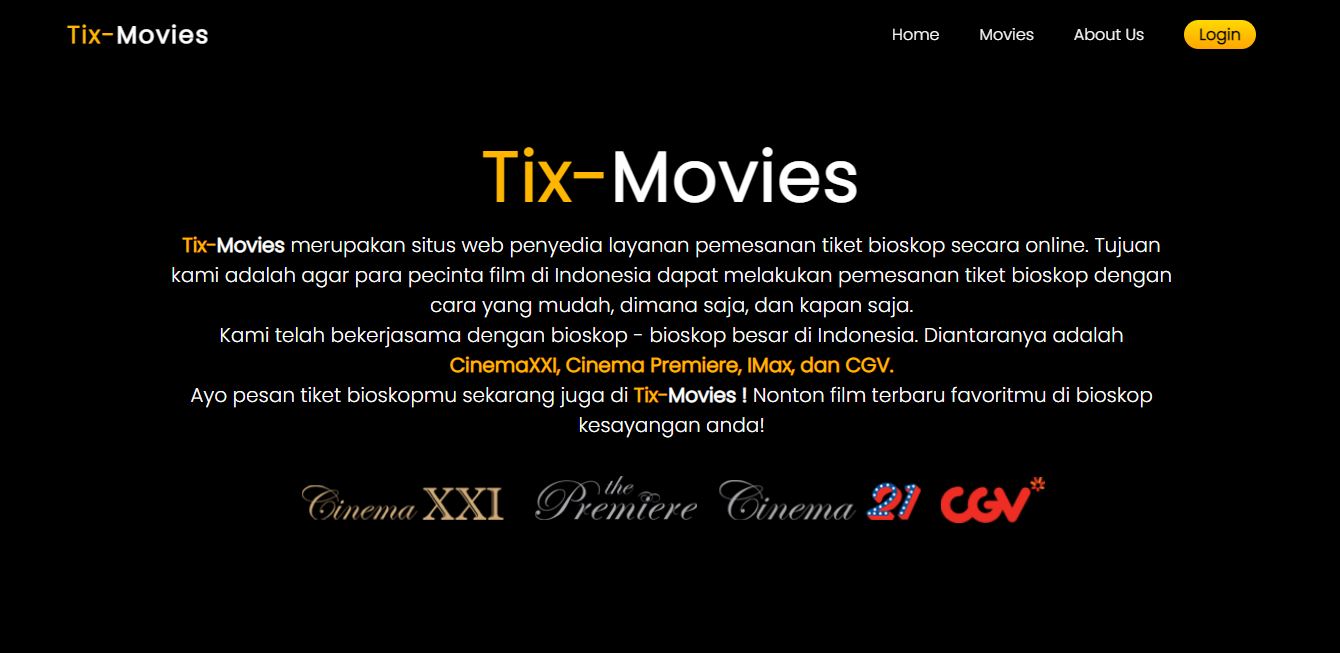 Tix-Movies
Home
Movies
About Us
Login
Tix-Movies
Tix-Movies merupakan situs web penyedia layanan pemesanan tiket bioskop secara online. Tujuan
kami adalah agar para pecinta film di Indonesia dapat melakukan pemesanan tiket bioskop dengan
cara yang mudah, dimana saja, dan kapan saja.
Kami telah bekerjasama dengan bioskop - bioskop besar di Indonesia. Diantaranya adalah
CinemaXXI, Cinema Premiere, IMax, dan CGV.
Ayo pesan tiket bioskopmu sekarang juga di Tix-Movies ! Nonton film terbaru favoritmu di bioskop
kesayangan anda!
Cinema XXI
the Premiere
Cinema 21
CGV